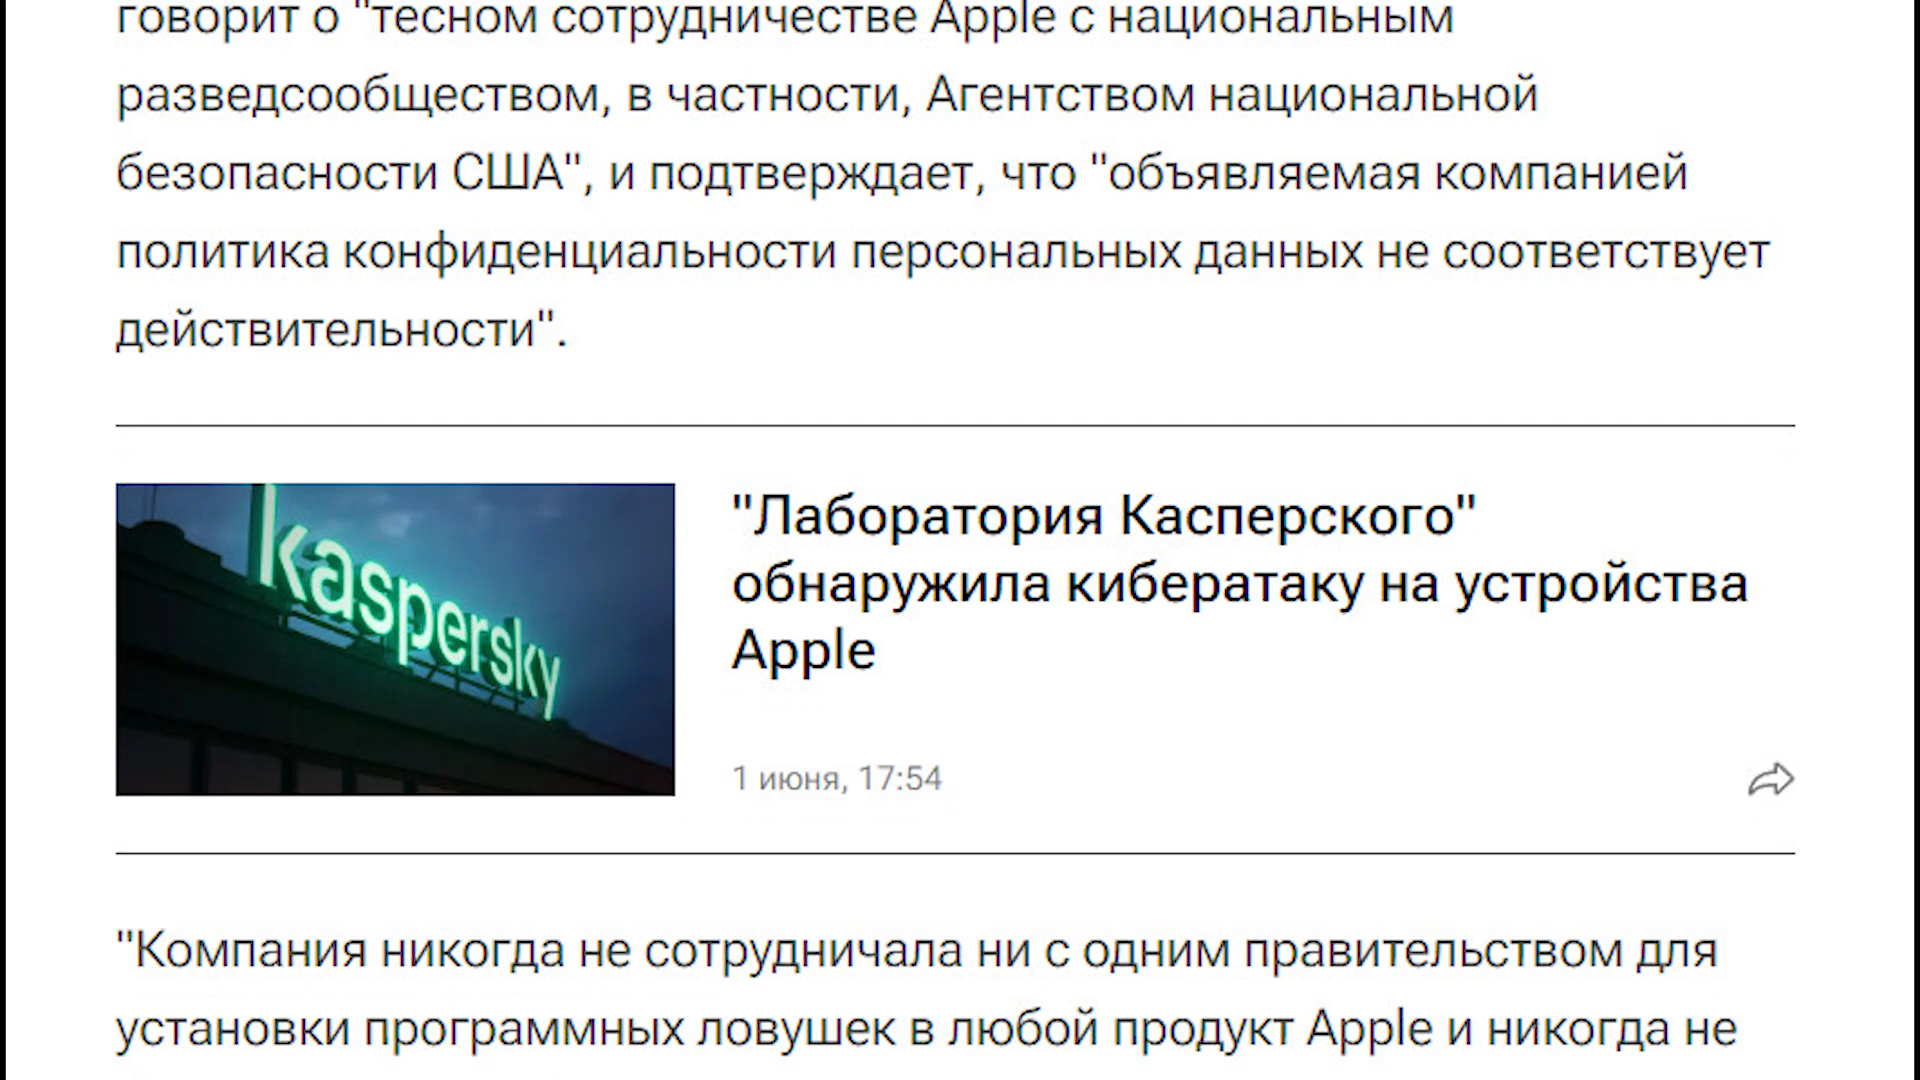 говорит о "тесном сотрудничестве Apple с национальным
разведсообществом, в частности, Агентством национальной
безопасности США", и подтверждает, что "объявляемая компанией
политика конфиденциальности персональных данных не соответствует
действительности".
kaspersky
"Лаборатория Касперского"
обнаружила кибератаку на устройства
Apple
1 июня, 17:54
"Компания никогда не сотрудничала ни с одним правительством для
установки программных ловушек в любой продукт Apple и никогда не